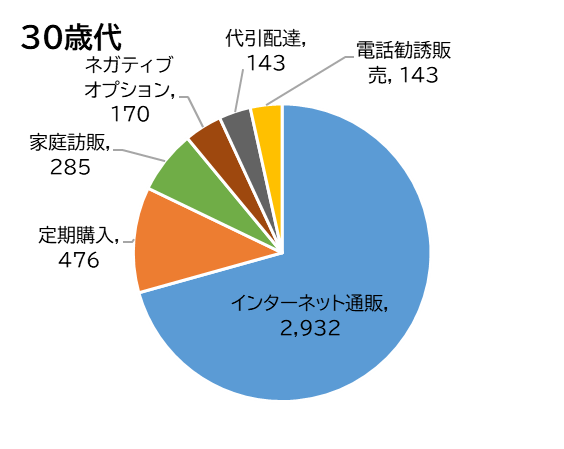 30歳代
代引配達,
143
電話勧誘販
売, 143
ネガティブ
オプション,
170
家庭訪販,
285
定期購入,
476
インターネット通販,
2,932